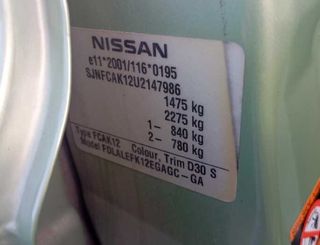 NISSAN
e11*2001/116*0195
SJNFCAK12U2147986
1475 kg
2275 kg
1- 840 kg
2- 780 kg
Type FCAK12 Colour, Trim D30 S
Model FDLALEFK12EGAGC-GA